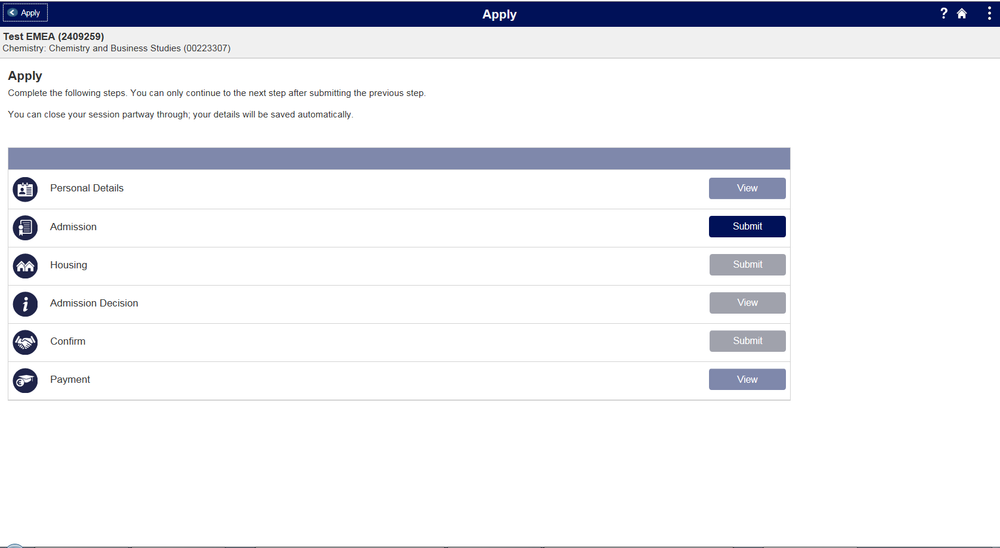 Apply
Apply
Test EMEA (2409259)
Chemistry: Chemistry and Business Studies (00223307)
Apply
Complete the following steps. You can only continue to the next step after submitting the previous step.
You can close your session partway through; your details will be saved automatically.
Personal Details
View
Admission
Submit
Housing
Submit
Admission Decision
View
Confirm
Submit
Payment
View